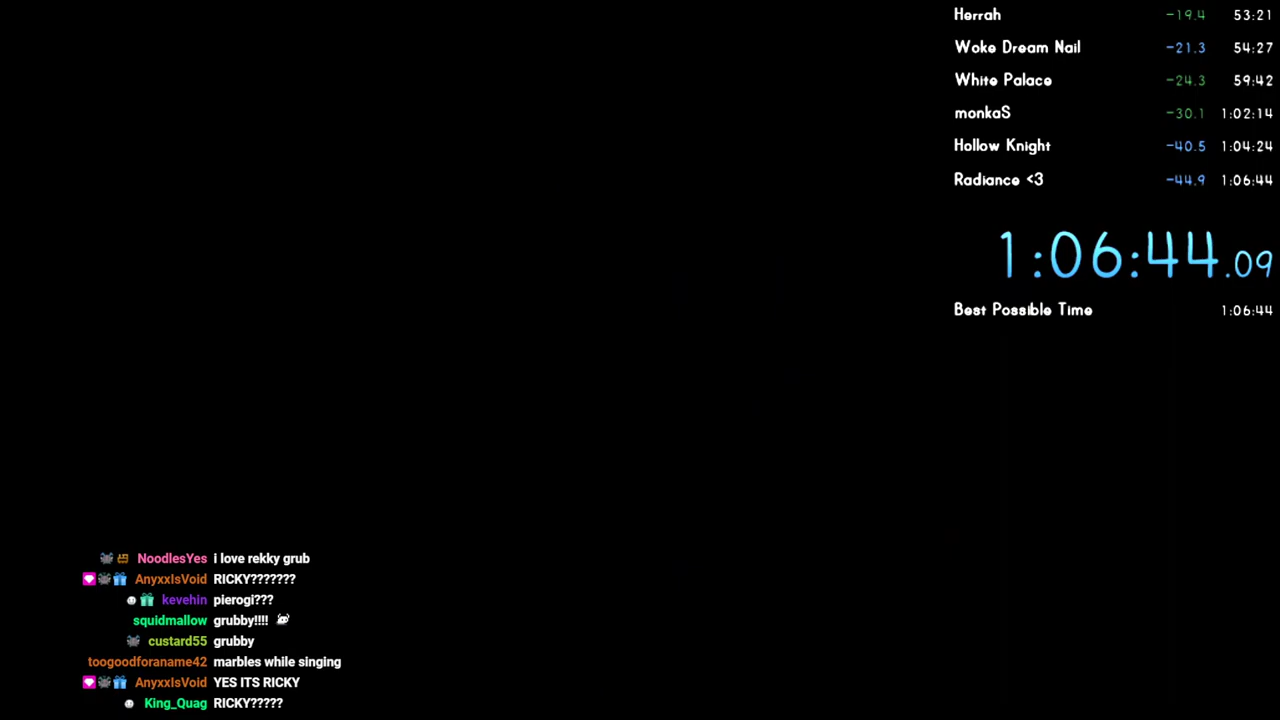 Herrah -19.4 53:21
Woke Dream Nail -21.3 54:27
White Palace -24.3 59:42
monkaS -30.1 1:02:14
Hollow Knight -40.5 1:04:24
Radiance <3 -44.9 1:06:44
1:06:44.09
Best Possible Time 1:06:44
NoodlesYes i love rekky grub
AnyxxIsVoid RICKY???????
kevehin pierogi???
squidmallow grubby!!!!
custard55 grubby
toogoodforaname42 marbles while singing
AnyxxIsVoid YES ITS RICKY
King_Quag RICKY?????